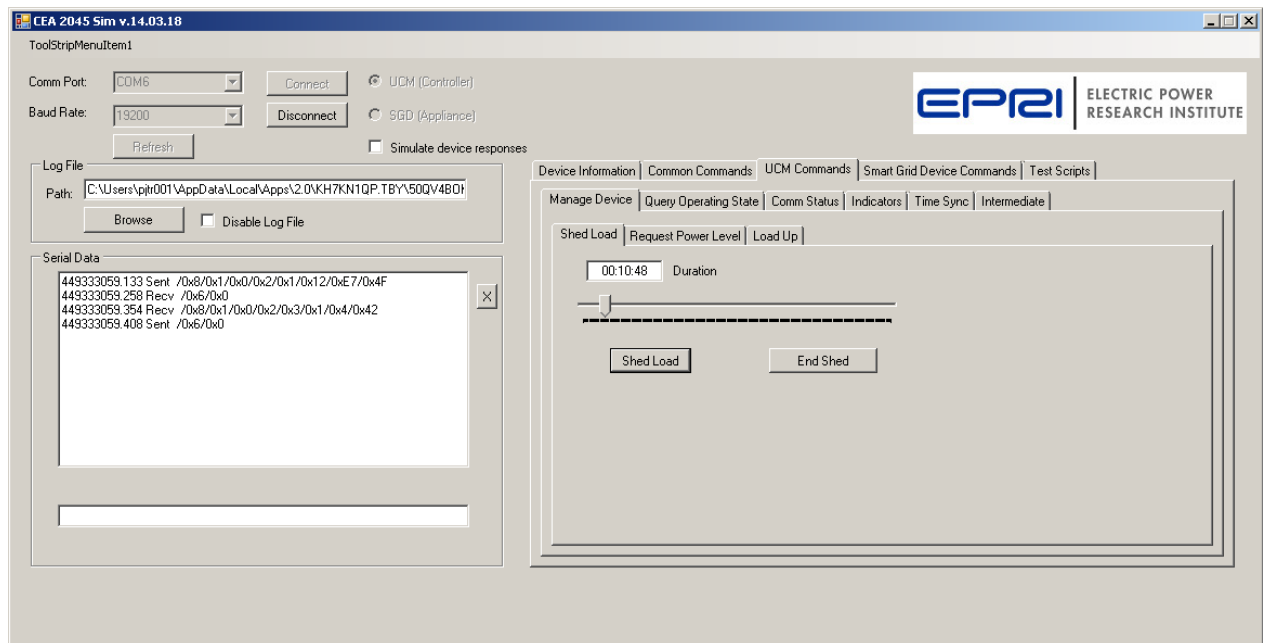 CEA 2045 Sim v.14.03.18
ToolStripMenuItem1
Comm Port: COM6 Connect UCM (Controller)
Baud Rate: 19200 Disconnect SGD (Appliance)
Refresh Simulate device responses
EPRI ELECTRIC POWER
RESEARCH INSTITUTE
Log File
Path: C:\Users\pjtr001\AppData\Local\Apps\2.0\KH7KN1QP.TBY\50QV4BO
Browse Disable Log File
Serial Data
449333059.133 Sent /0x8/0x1/0x0/0x2/0x1/0x12/0xE7/0x4F
449333059.258 Recv /0x6/0x0
449333059.354 Recv /0x8/0x1/0x0/0x2/0x3/0x1/0x4/0x42
449333059.408 Sent /0x6/0x0
X
Device Information Common Commands UCM Commands Smart Grid Device Commands Test Scripts
Manage Device Query Operating State Comm Status Indicators Time Sync Intermediate
Shed Load Request Power Level Load Up
00:10:48 Duration
Shed Load End Shed